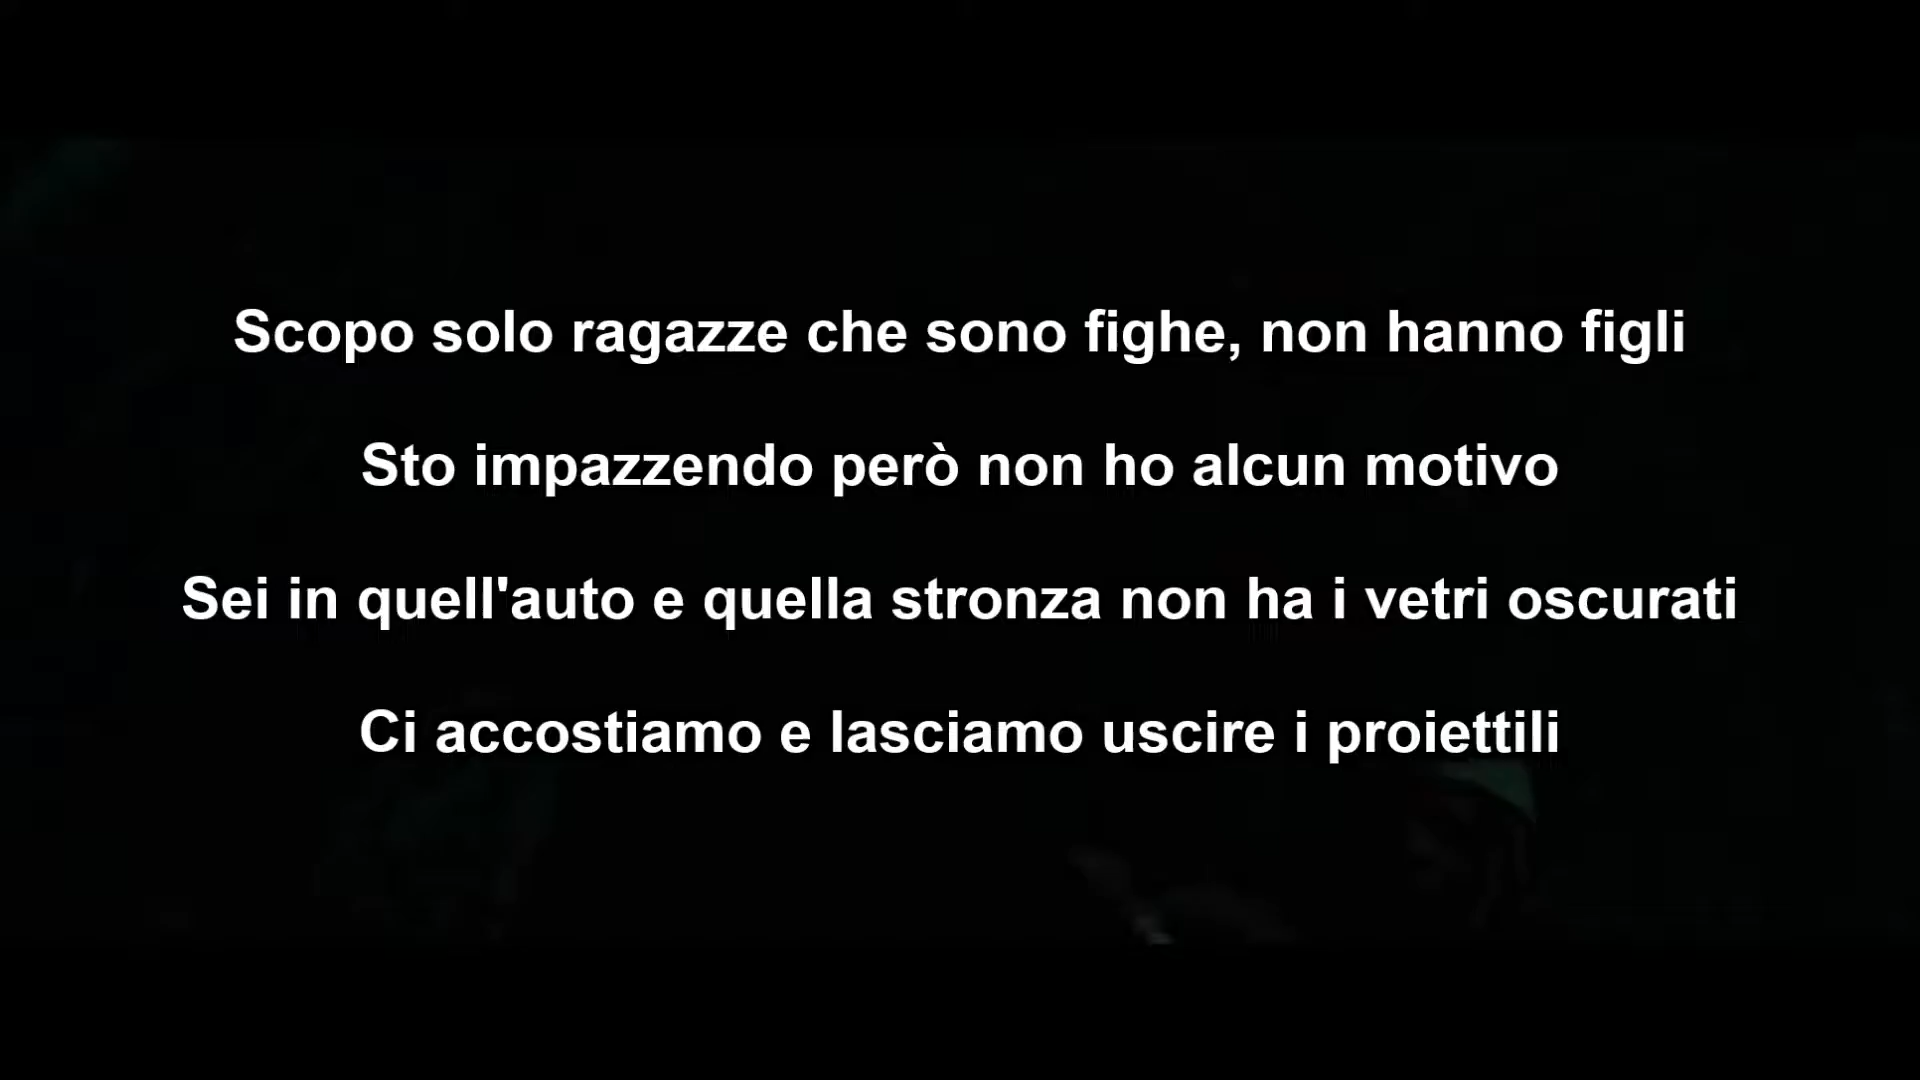 Scopo solo ragazze che sono fighe, non hanno figli
Sto impazzendo però non ho alcun motivo
Sei in quell'auto e quella stronza non ha i vetri oscurati
Ci accostiamo e lasciamo uscire i proiettili